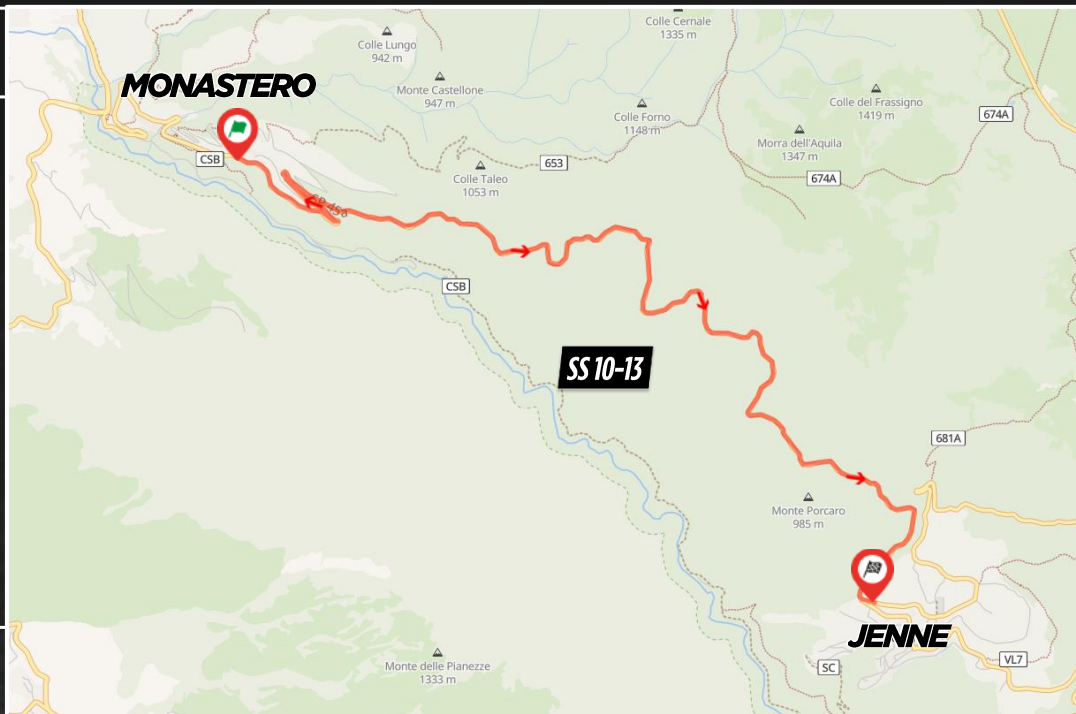 Colle Cernale
1335 m
Colle Lungo
942 m
MONASTERO
Monte Castellone
947 m
Colle del Frassigno
1419 m
Colle Forno
1148 m
674A
Morra dell'Aquila
1347 m
CSB
653
Colle Taleo
1053 m
674A
CSB
SS 10-13
681A
Monte Porcaro
985 m
JENNE
Monte delle Pianezze
1333 m
SC
VL7